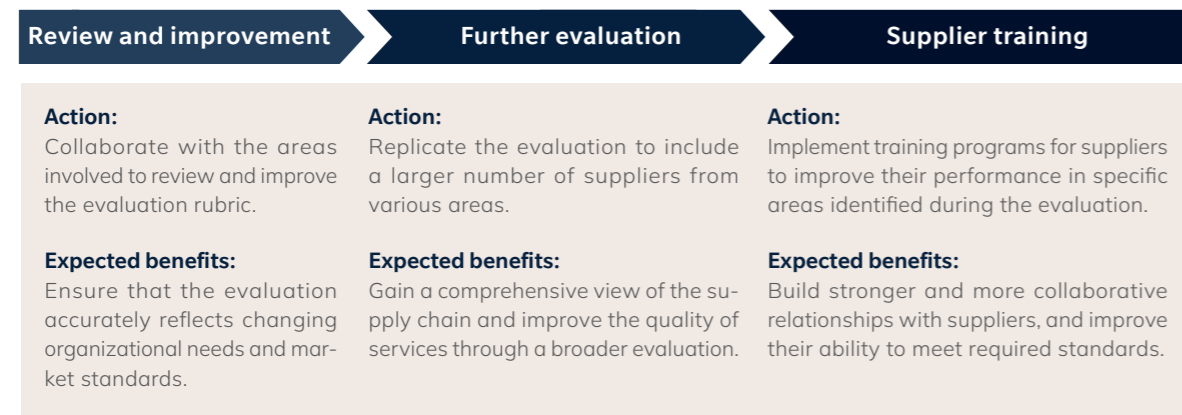 Review and improvement
Further evaluation
Supplier training
Action:
Collaborate with the areas
involved to review and improve
the evaluation rubric.
Expected benefits:
Ensure that the evaluation
accurately reflects changing
organizational needs and mar-
ket standards.
Action:
Replicate the evaluation to include
a larger number of suppliers from
various areas.
Expected benefits:
Gain a comprehensive view of the su-
pply chain and improve the quality of
services through a broader evaluation.
Action:
Implement training programs for suppliers
to improve their performance in specific
areas identified during the evaluation.
Expected benefits:
Build stronger and more collaborative
relationships with suppliers, and improve
their ability to meet required standards.